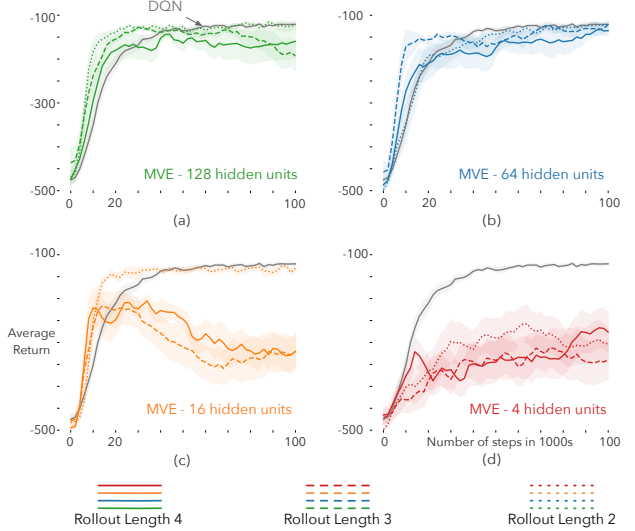 DQN
-100
-300
-500
MVE - 128 hidden units
0
20
100
(a)
-100
-500
MVE - 64 hidden units
0
20
100
(b)
-100
Average
Return
-500
MVE - 16 hidden units
0
20
100
(c)
-100
-500
MVE - 4 hidden units
0
Number of steps in 1000s
100
(d)
Rollout Length 4
Rollout Length 3
Rollout Length 2